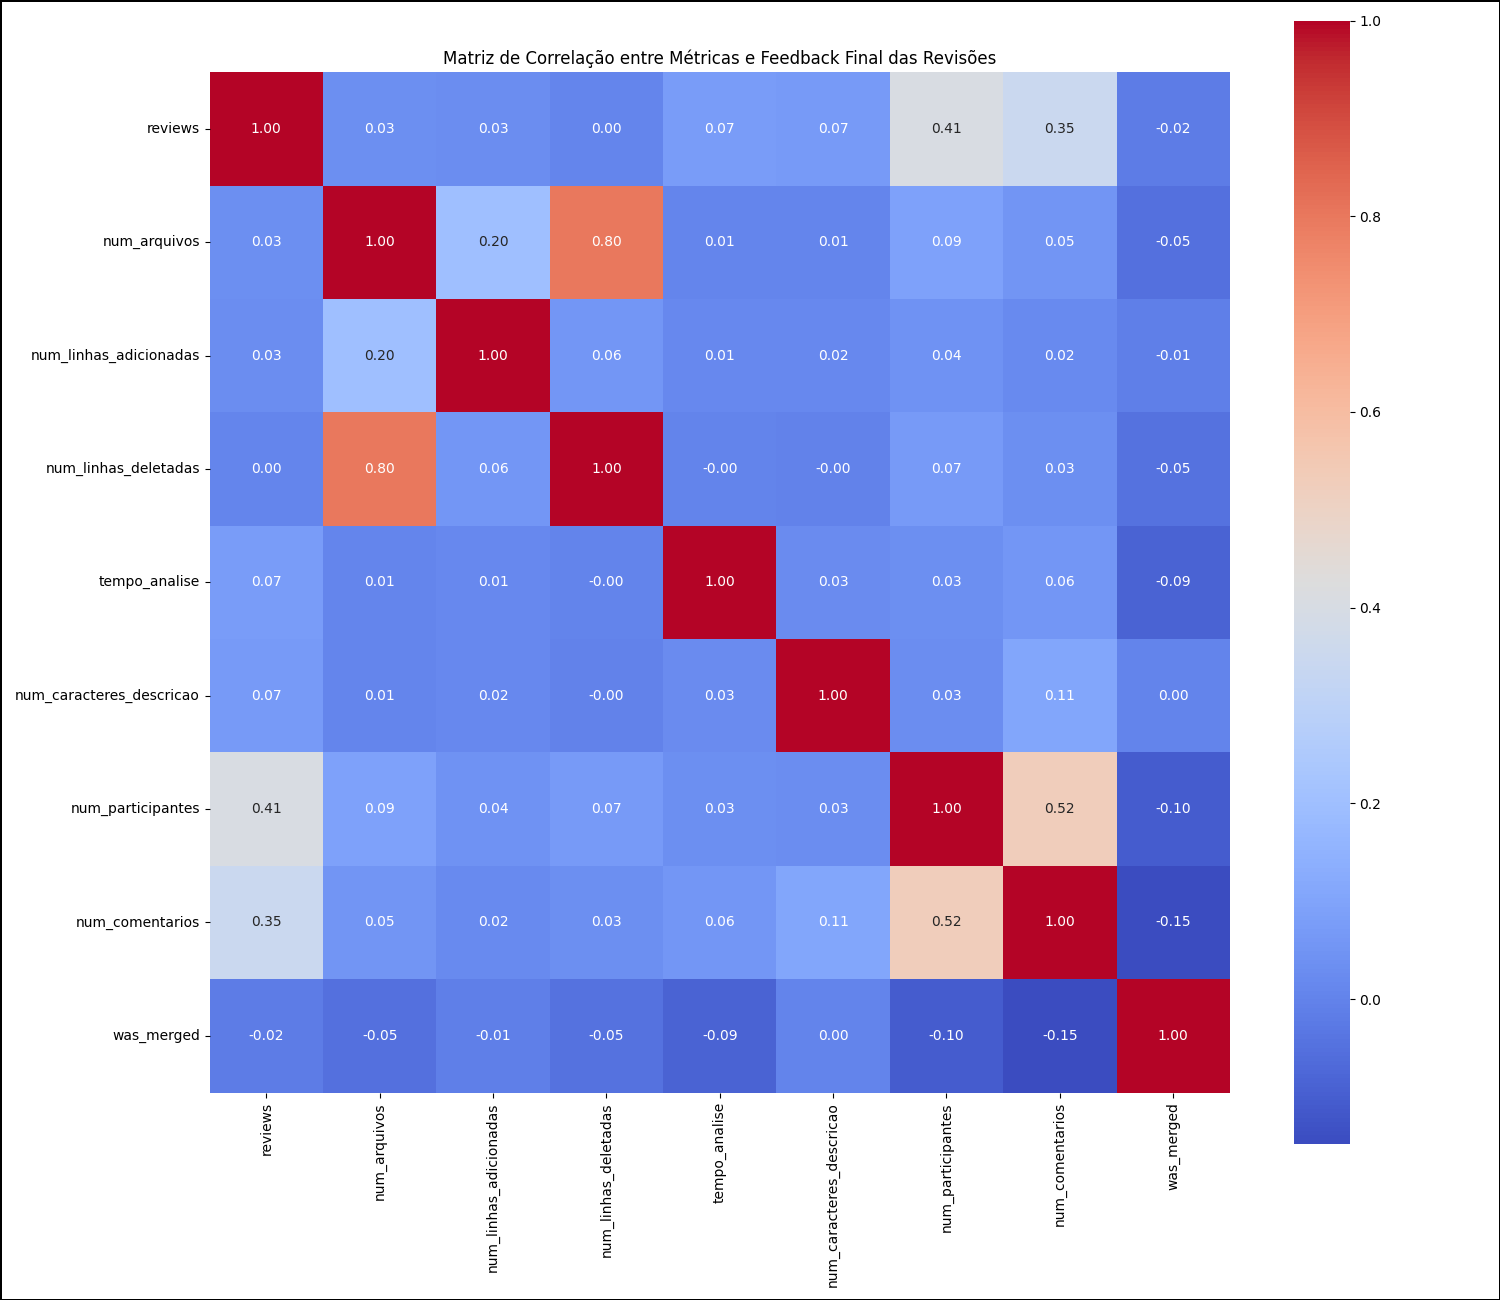 Matriz de Correlação entre Métricas e Feedback Final das Revisões
reviews 1.00 0.03 0.03 0.00 0.07 0.07 0.41 0.35 -0.02
num_arquivos 0.03 1.00 0.20 0.80 0.01 0.01 0.09 0.05 -0.05
num_linhas_adicionadas 0.03 0.20 1.00 0.06 0.01 0.02 0.04 0.02 -0.01
num_linhas_deletadas 0.00 0.80 0.06 1.00 -0.00 -0.00 0.07 0.03 -0.05
tempo_analise 0.07 0.01 0.01 -0.00 1.00 0.03 0.03 0.06 -0.09
num_caracteres_descricao 0.07 0.01 0.02 -0.00 0.03 1.00 0.03 0.11 0.00
num_participantes 0.41 0.09 0.04 0.07 0.03 0.03 1.00 0.52 -0.10
num_comentarios 0.35 0.05 0.02 0.03 0.06 0.11 0.52 1.00 -0.15
was_merged -0.02 -0.05 -0.01 -0.05 -0.09 0.00 -0.10 -0.15 1.00
reviews
num_arquivos
num_linhas_adicionadas
num_linhas_deletadas
tempo_analise
num_caracteres_descricao
num_participantes
num_comentarios
was_merged
1.0
0.8
0.6
0.4
0.2
0.0